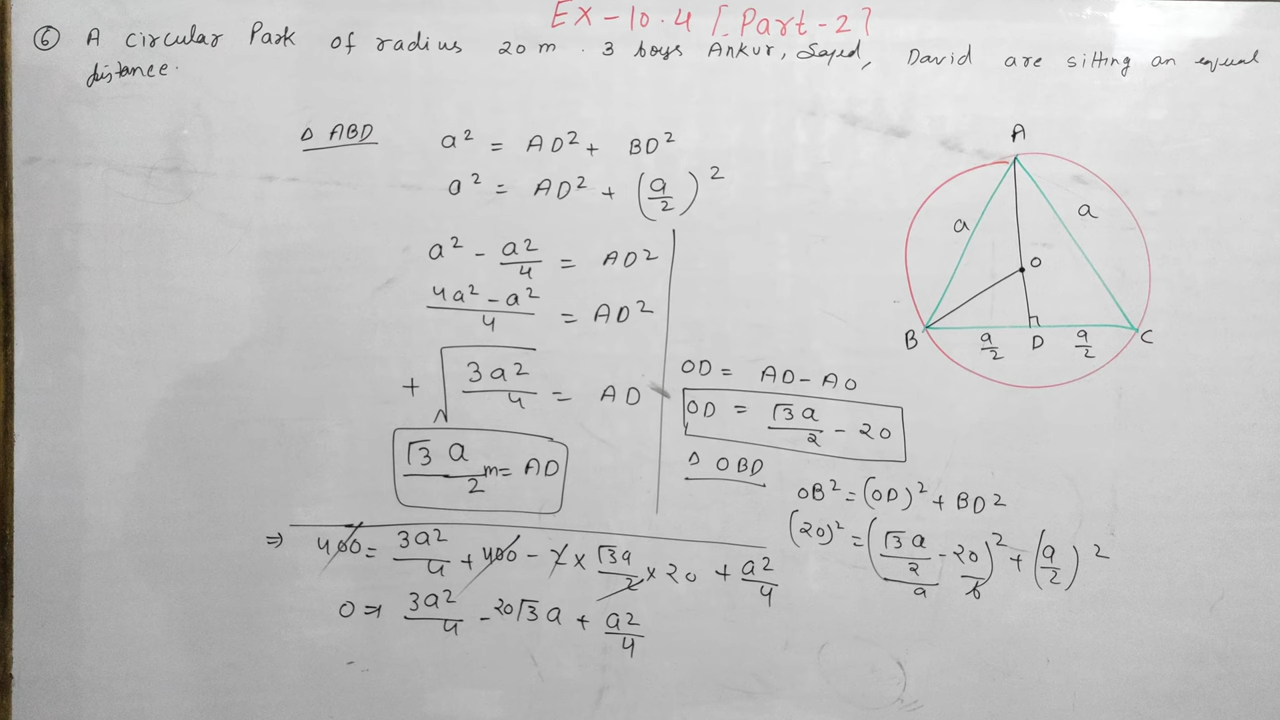 EX-10.4 [Part-2]
⑥ A circular Park of radius 20 m. 3 boys Ankur, Syed, David are sitting an equal
distance.
Δ ABD
a² = AD² + BD²
a² = AD² + (a/2)²
a² - a²/4 = AD²
(4a² - a²)/4 = AD²
+ √(3a²/4) = AD
√3 a/2 m = AD
OD = AD - AO
OD = √3a/2 - 20
Δ OBD
OB² = (OD)² + BD²
(20)² = (√3a/2 - 20)² + (a/2)²
a b
⇒ 400 = 3a²/4 + 400 - 2 × √3a/2 × 20 + a²/4
0 = 3a²/4 - 20√3a + a²/4
A
a a
O
B a/2 D a/2 C